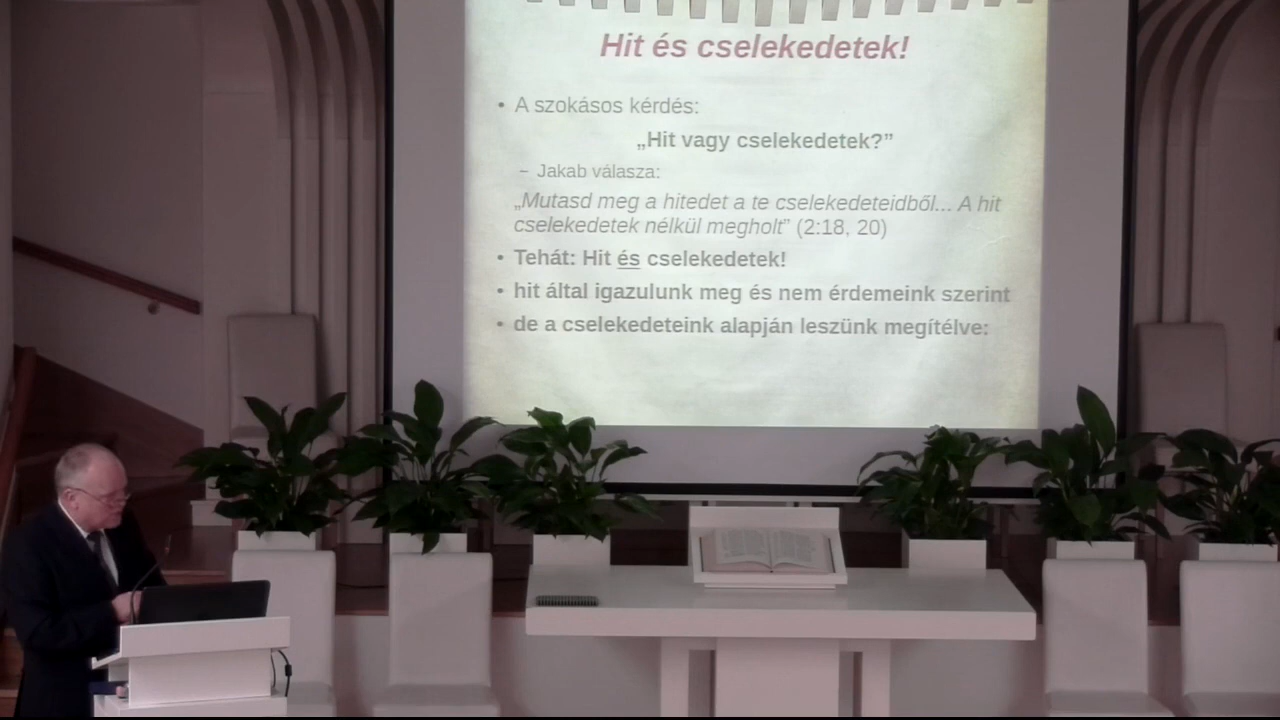 Hit és cselekedetek!
• A szokásos kérdés:
„Hit vagy cselekedetek?”
– Jakab válasza:
„Mutasd meg a hitedet a te cselekedeteidből... A hit
cselekedetek nélkül megholt” (2:18, 20)
• Tehát: Hit és cselekedetek!
• hit által igazulunk meg és nem érdemeink szerint
• de a cselekedeteink alapján leszünk megítélve: